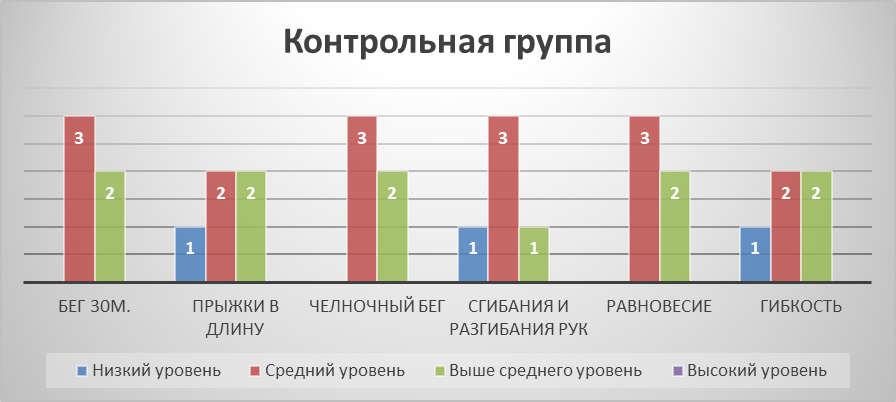 Контрольная группа
3
2
1
2
2
3
2
1
3
1
3
2
1
2
2
БЕГ 30М.
ПРЫЖКИ В
ДЛИНУ
ЧЕЛНОЧНЫЙ БЕГ
СГИБАНИЯ И
РАЗГИБАНИЯ РУК
РАВНОВЕСИЕ
ГИБКОСТЬ
Низкий уровень
Средний уровень
Выше среднего уровень
Высокий уровень